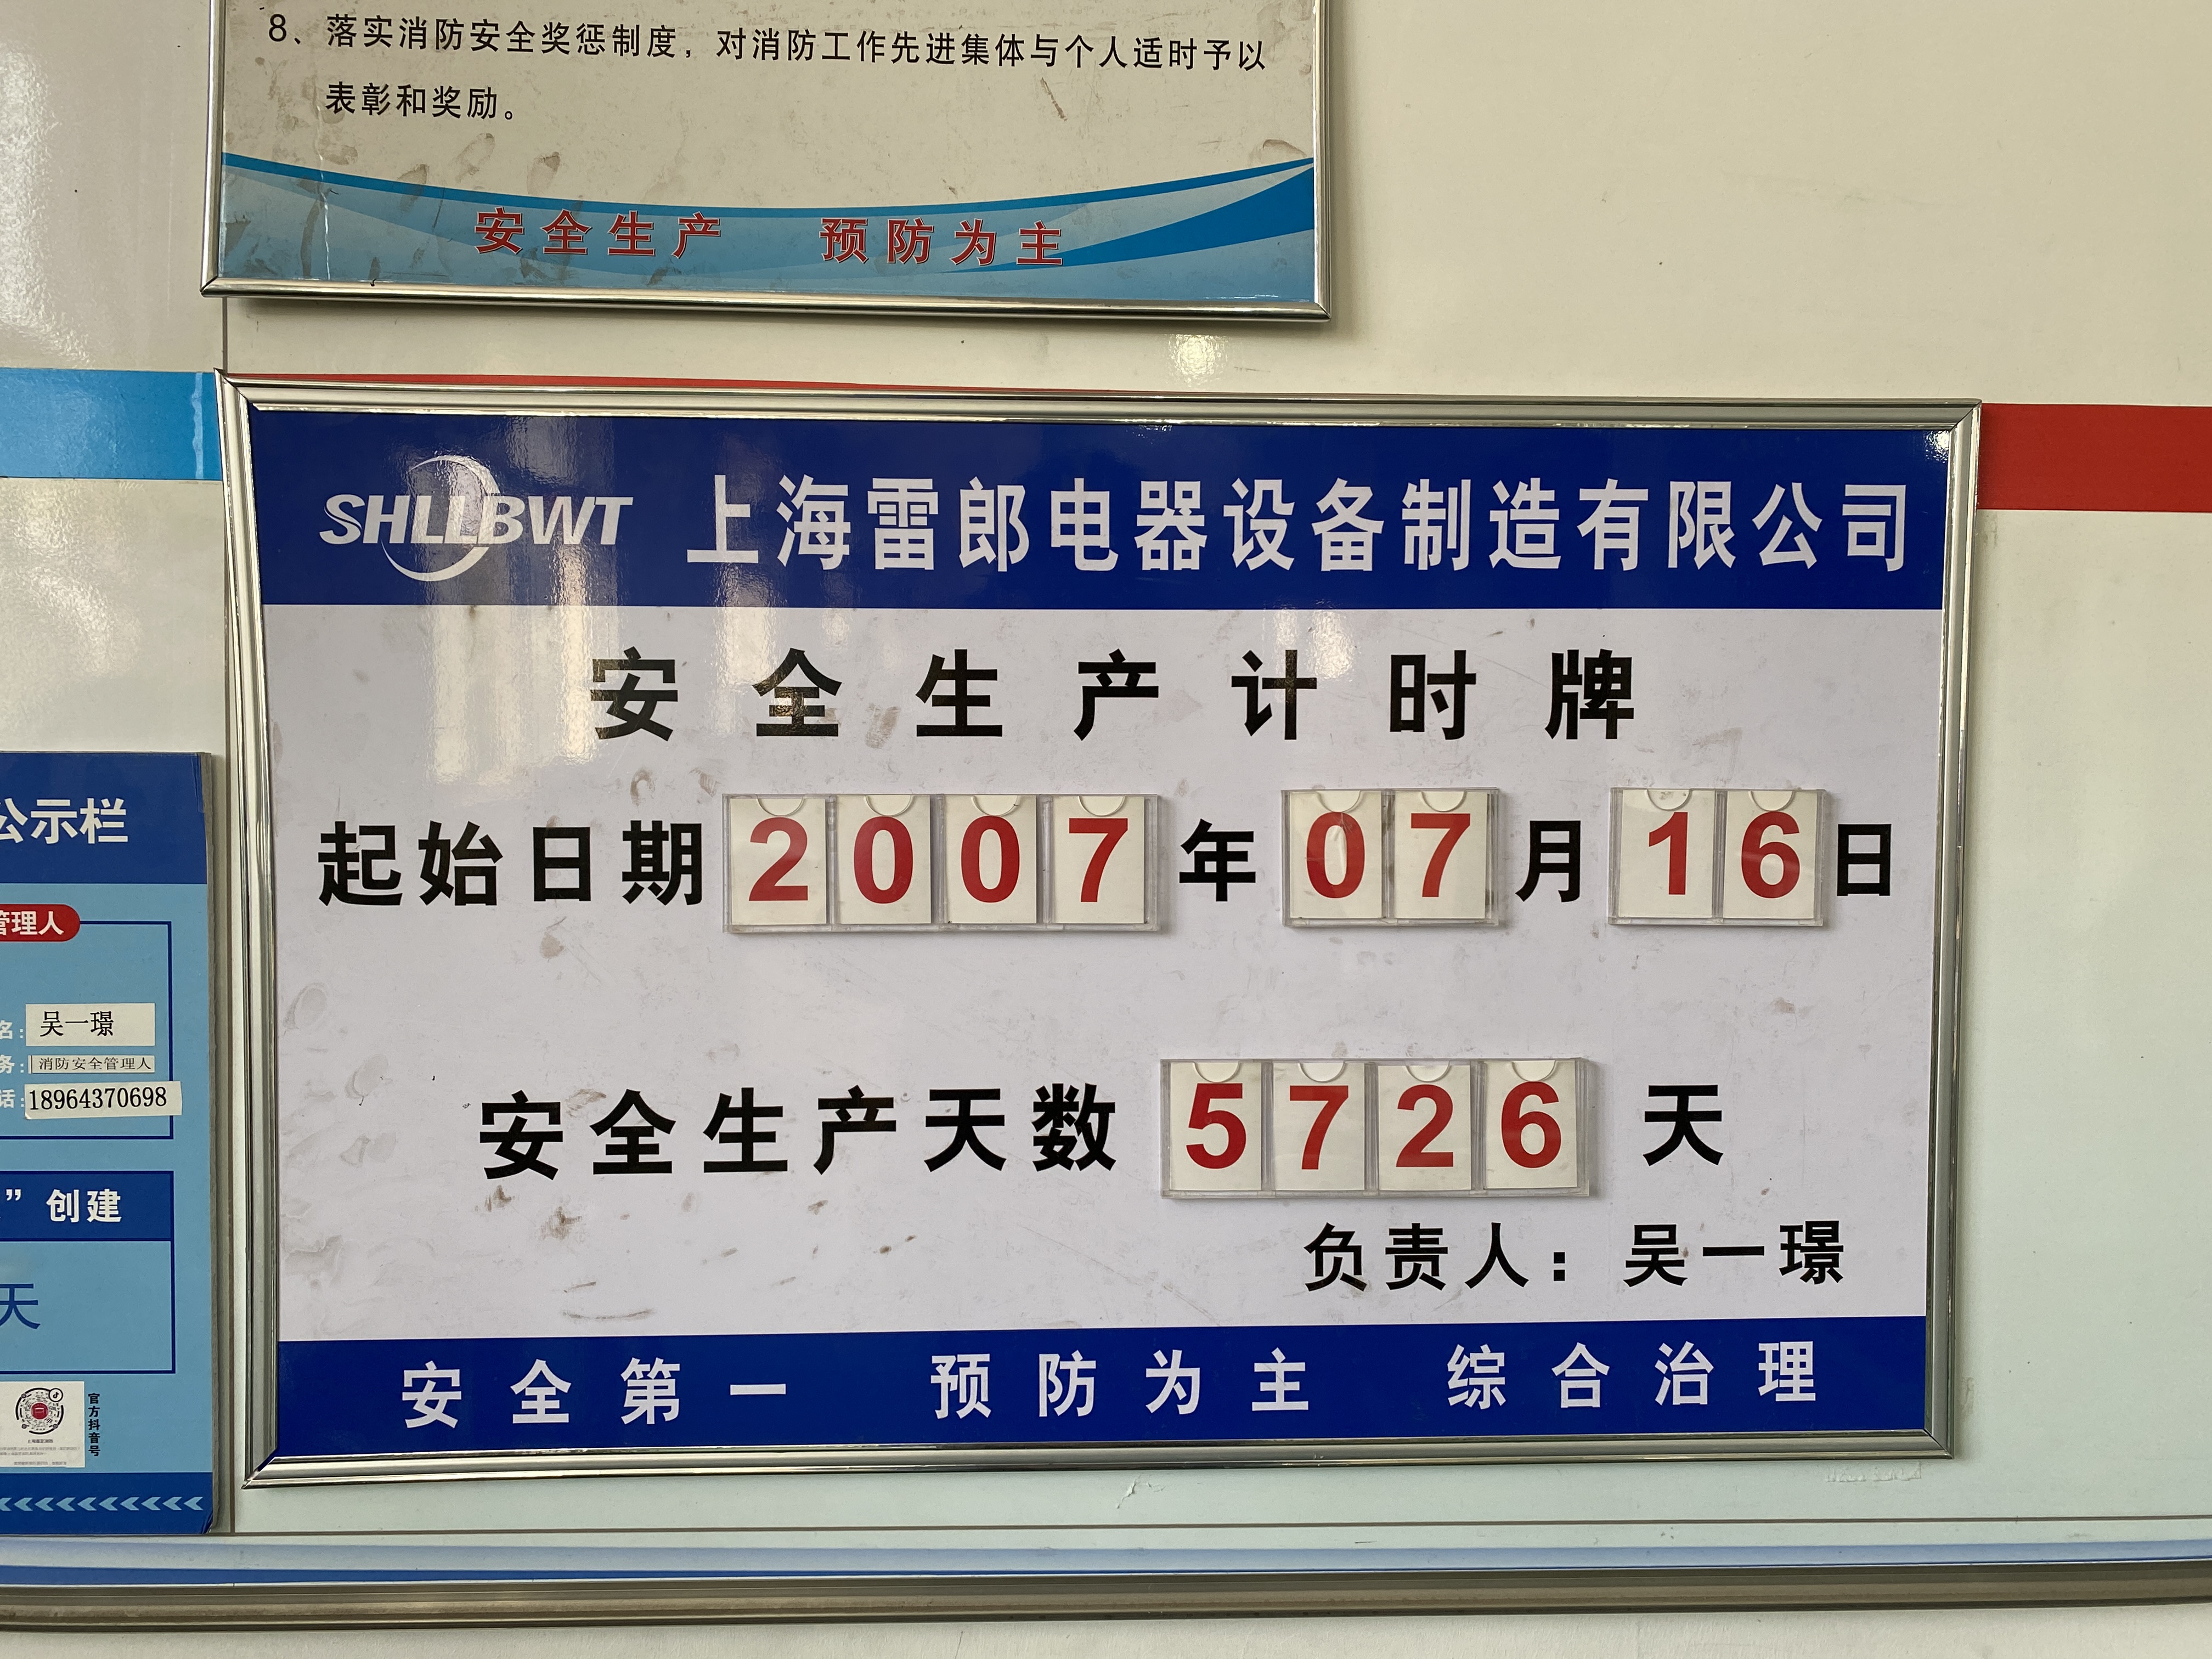 8、落实消防安全奖惩制度，对消防工作先进集体与个人适时予以
表彰和奖励。
安全生产 预防为主
SHLLBWT 上海雷郎电器设备制造有限公司
安全生产计时牌
起始日期 2007 年 07 月 16 日
安全生产天数 5726 天
负责人：吴一璟
安全第一 预防为主 综合治理
公示栏
管理人
名：吴一璟
务：消防安全管理人
话：18964370698
”创建
天
官方抖音号